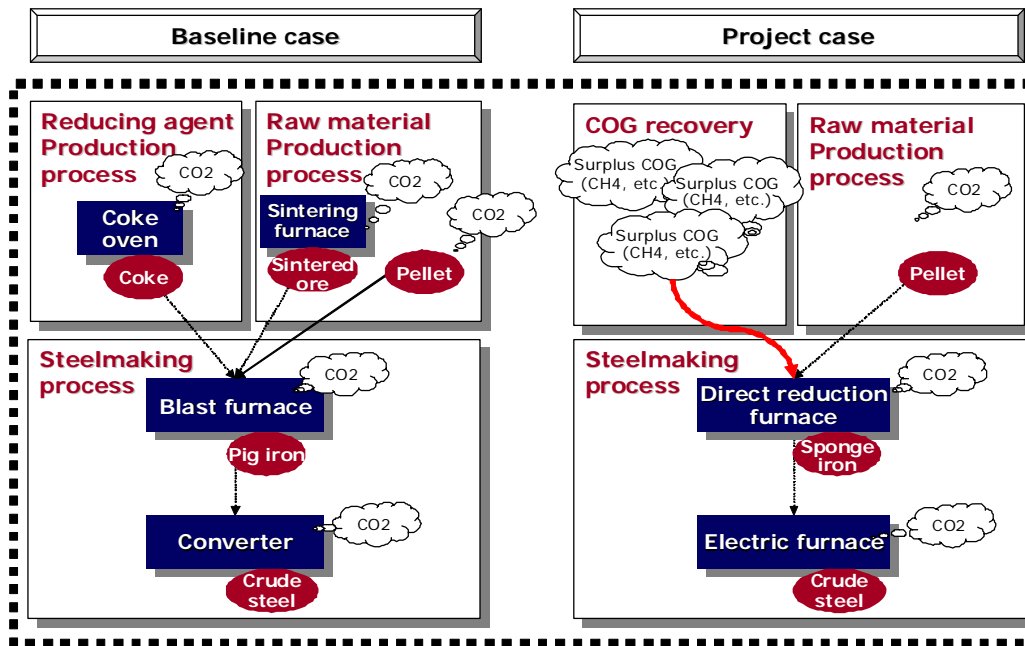 Baseline case
Project case
Reducing agent
Production
process
CO2
Coke
oven
Coke
Raw material
Production
process
CO2
Sintering
furnace
Sintered
ore
CO2
Pellet
COG recovery
Surplus COG
(CH4, etc.)
Surplus COG
(CH4, etc.)
Surplus COG
(CH4, etc.)
Raw material
Production
process
CO2
Pellet
Steelmaking
process
CO2
Blast furnace
Pig iron
CO2
Converter
Crude
steel
Steelmaking
process
CO2
Direct reduction
furnace
Sponge
iron
CO2
Electric furnace
Crude
steel